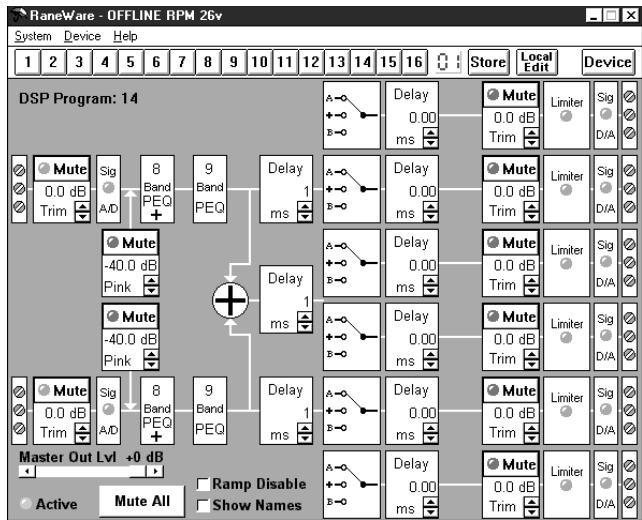 RaneWare - OFFLINE RPM 26v
System Device Help
1 2 3 4 5 6 7 8 9 10 11 12 13 14 15 16 01 Store Local Edit Device
DSP Program: 14
A
+
B
Delay
0.00
ms
Mute
0.0 dB
Trim
Limiter
Sig
D/A
Mute
0.0 dB
Trim
Sig
A/D
8
Band
PEQ
+
9
Band
PEQ
Delay
1
ms
A
+
B
Delay
0.00
ms
Mute
0.0 dB
Trim
Limiter
Sig
D/A
Mute
-40.0 dB
Pink
+
Delay
1
ms
A
+
B
Delay
0.00
ms
Mute
0.0 dB
Trim
Limiter
Sig
D/A
Mute
-40.0 dB
Pink
A
+
B
Delay
0.00
ms
Mute
0.0 dB
Trim
Limiter
Sig
D/A
Mute
0.0 dB
Trim
Sig
A/D
8
Band
PEQ
+
9
Band
PEQ
Delay
1
ms
A
+
B
Delay
0.00
ms
Mute
0.0 dB
Trim
Limiter
Sig
D/A
Master Out Lvl +0 dB
Active
Mute All
Ramp Disable
Show Names
A
+
B
Delay
0.00
ms
Mute
0.0 dB
Trim
Limiter
Sig
D/A